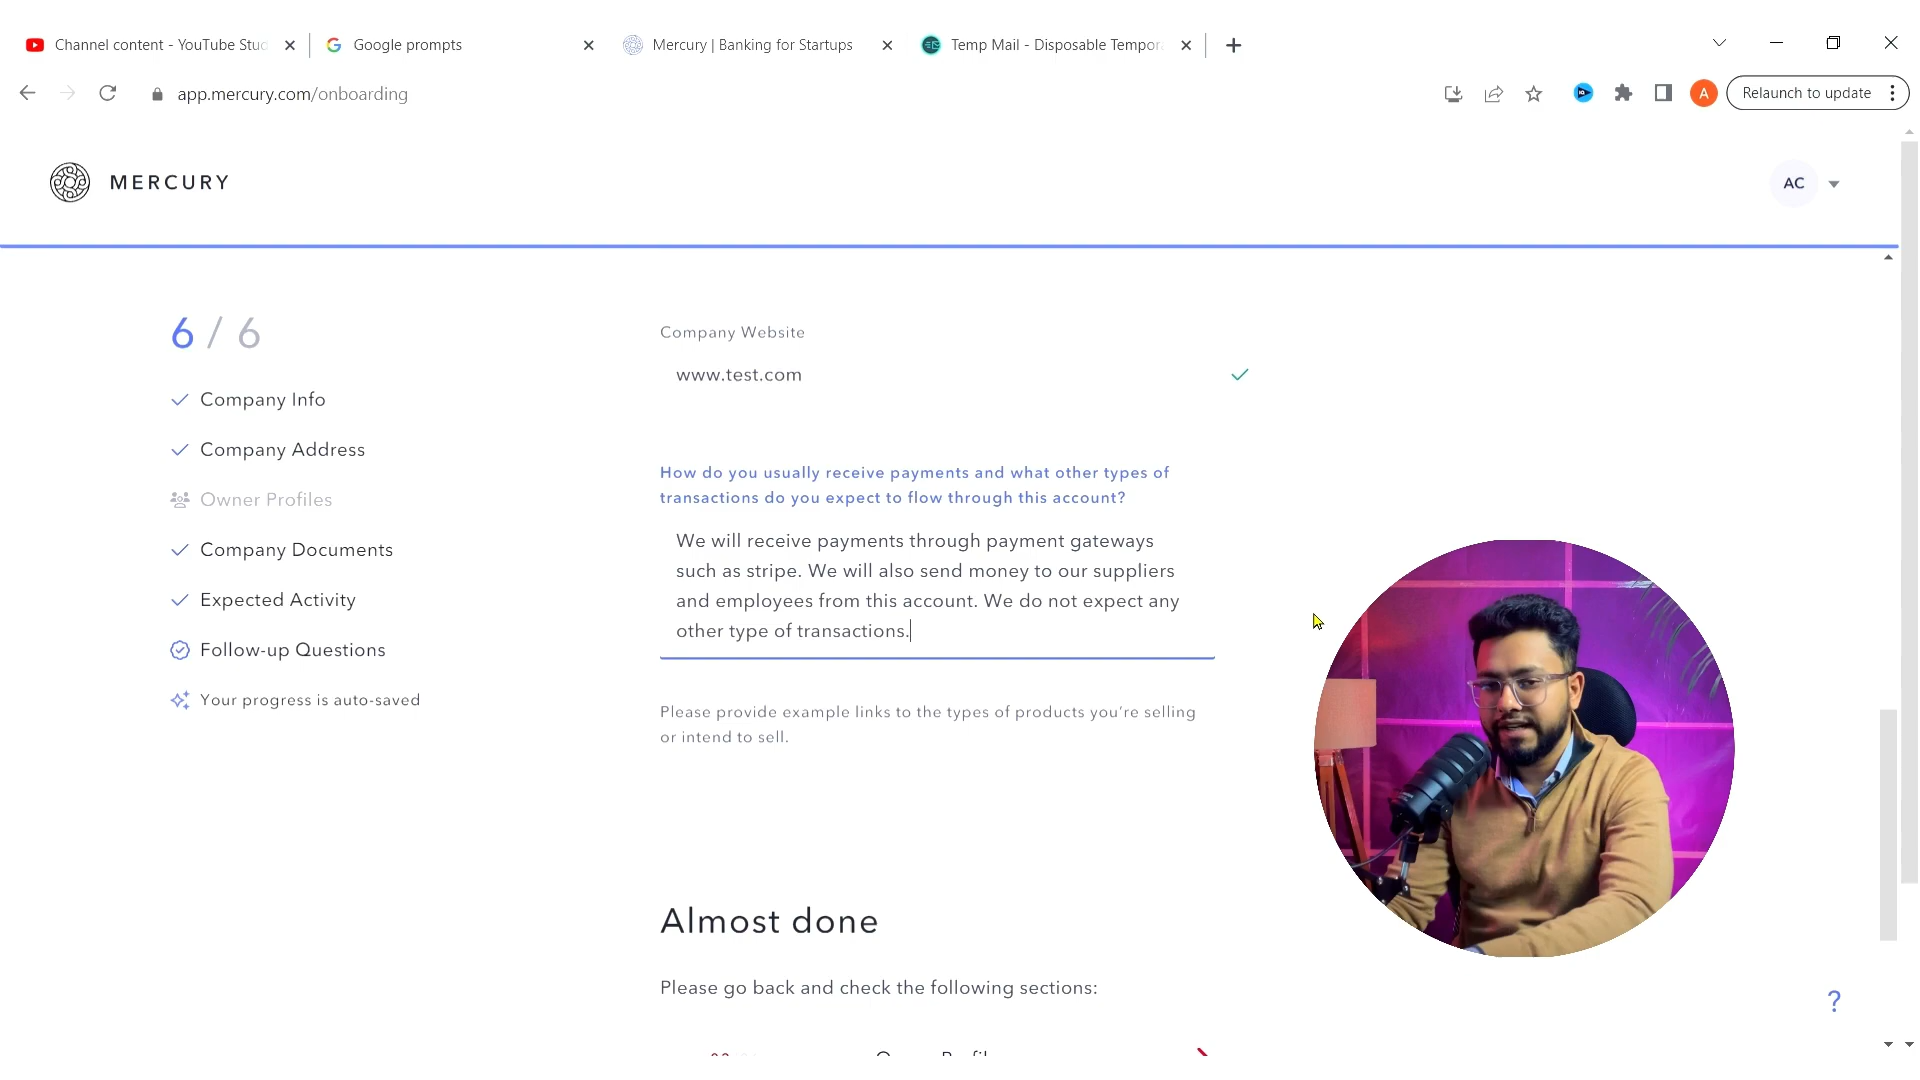 Channel content - YouTube Stud
Google prompts
Mercury | Banking for Startups
Temp Mail - Disposable Tempora
app.mercury.com/onboarding
A
Relaunch to update
MERCURY
AC
6 / 6
Company Info
Company Address
Owner Profiles
Company Documents
Expected Activity
Follow-up Questions
Your progress is auto-saved
Company Website
www.test.com
How do you usually receive payments and what other types of
transactions do you expect to flow through this account?
We will receive payments through payment gateways
such as stripe. We will also send money to our suppliers
and employees from this account. We do not expect any
other type of transactions.
Please provide example links to the types of products you’re selling
or intend to sell.
Almost done
Please go back and check the following sections:
?